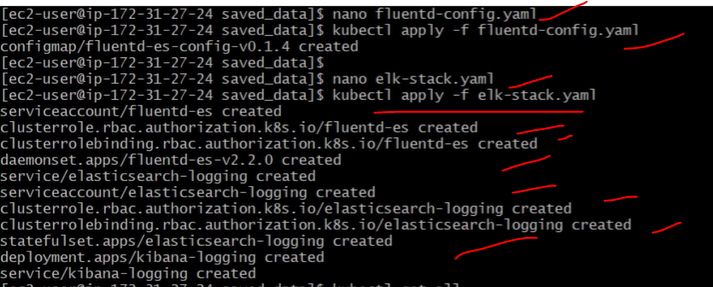 [ec2-user@ip-172-31-27-24 saved_data]$ nano fluentd-config.yaml
[ec2-user@ip-172-31-27-24 saved_data]$ kubectl apply -f fluentd-config.yaml
configmap/fluentd-es-config-v0.1.4 created
[ec2-user@ip-172-31-27-24 saved_data]$
[ec2-user@ip-172-31-27-24 saved_data]$ nano elk-stack.yaml
[ec2-user@ip-172-31-27-24 saved_data]$ kubectl apply -f elk-stack.yaml
serviceaccount/fluentd-es created
clusterrole.rbac.authorization.k8s.io/fluentd-es created
clusterrolebinding.rbac.authorization.k8s.io/fluentd-es created
daemonset.apps/fluentd-es-v2.2.0 created
service/elasticsearch-logging created
serviceaccount/elasticsearch-logging created
clusterrole.rbac.authorization.k8s.io/elasticsearch-logging created
clusterrolebinding.rbac.authorization.k8s.io/elasticsearch-logging created
statefulset.apps/elasticsearch-logging created
deployment.apps/kibana-logging created
service/kibana-logging created